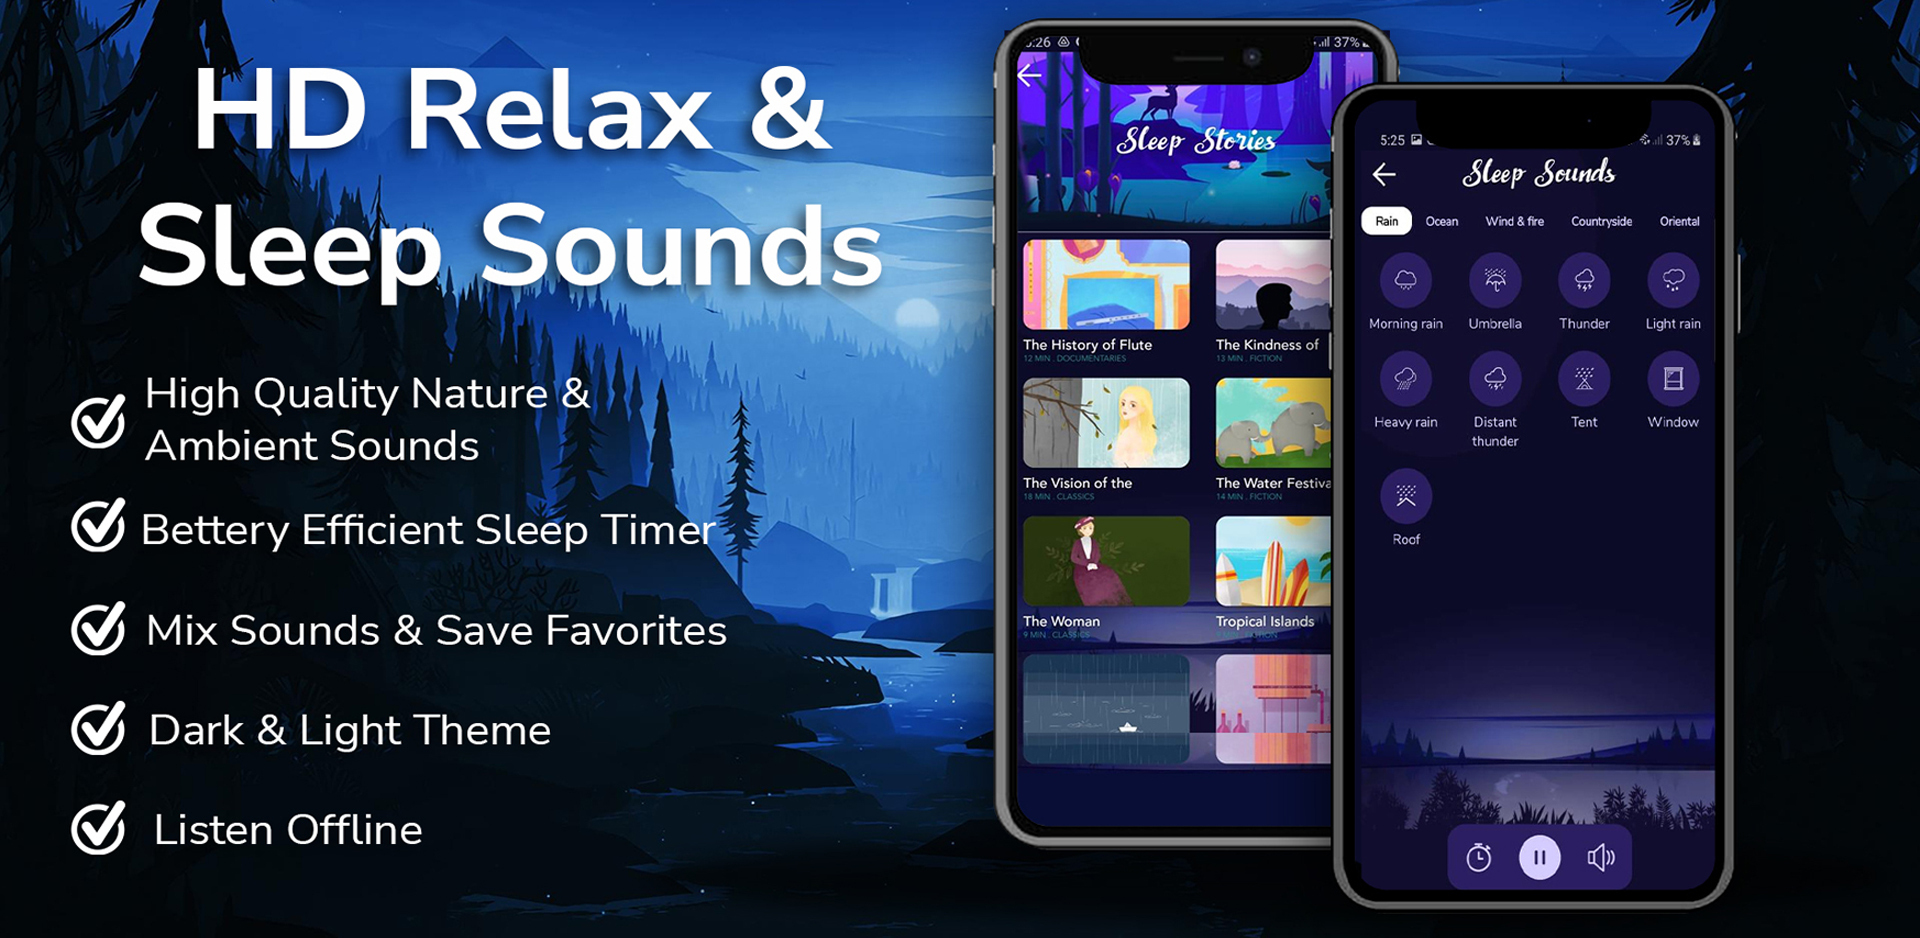 HD Relax &
Sleep Sounds
High Quality Nature &
Ambient Sounds
Bettery Efficient Sleep Timer
Mix Sounds & Save Favorites
Dark & Light Theme
Listen Offline
5:26 37%
Sleep Stories
The History of Flute
12 MIN . DOCUMENTARIES
The Kindness of
13 MIN . FICTION
The Vision of the
18 MIN . CLASSICS
The Water Festiva
14 MIN . FICTION
The Woman
9 MIN . CLASSICS
Tropical Islands
MIN . FICTION
5:25 37%
Sleep Sounds
Rain Ocean Wind & fire Countryside Oriental
Morning rain Umbrella Thunder Light rain
Heavy rain Distant thunder Tent Window
Roof